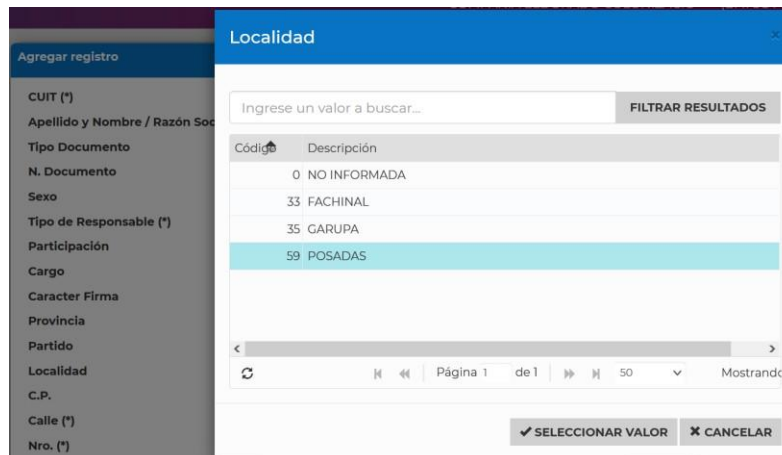 Agregar registro
CUIT (*)
Apellido y Nombre / Razón Soc
Tipo Documento
N. Documento
Sexo
Tipo de Responsable (*)
Participación
Cargo
Caracter Firma
Provincia
Partido
Localidad
C.P.
Calle (*)
Nro. (*)
Localidad
Ingrese un valor a buscar... FILTRAR RESULTADOS
Código Descripción
0 NO INFORMADA
33 FACHINAL
35 GARUPA
59 POSADAS
Página 1 de 1 50 Mostrando
SELECCIONAR VALOR CANCELAR